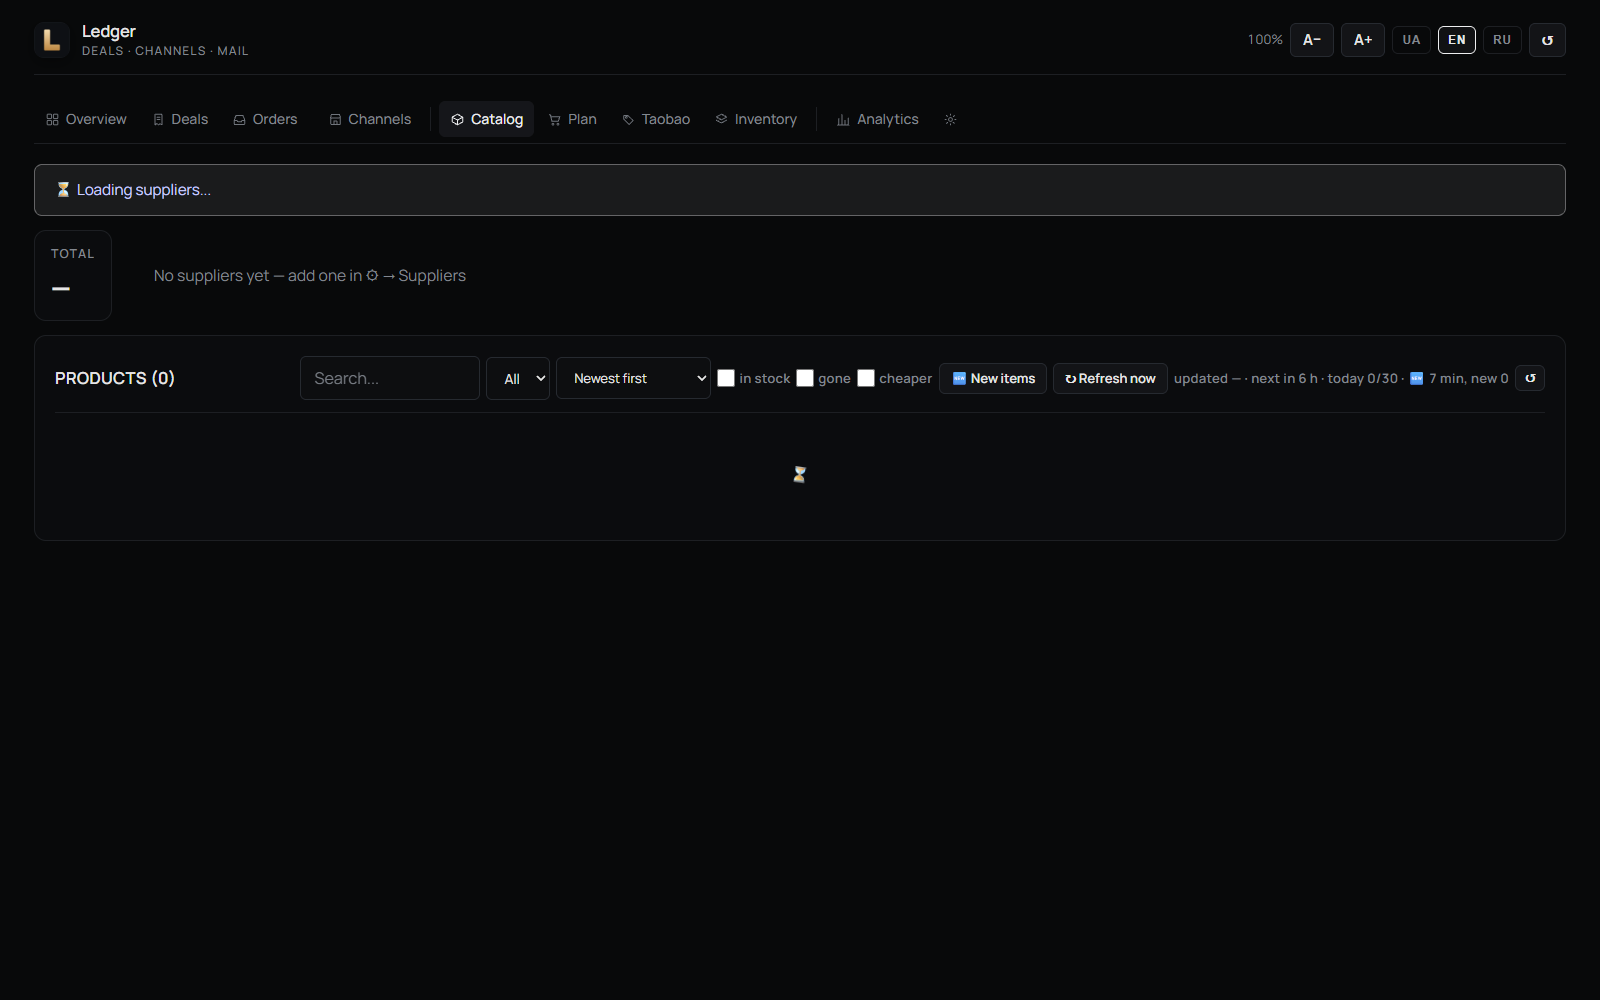 L
Ledger
DEALS · CHANNELS · MAIL
100% A− A+ UA EN RU ↺
Overview Deals Orders Channels Catalog Plan Taobao Inventory Analytics
⏳ Loading suppliers...
TOTAL
—
No suppliers yet — add one in ⚙ → Suppliers
PRODUCTS (0) Search... All Newest first in stock gone cheaper 🆕 New items ↻ Refresh now updated — · next in 6 h · today 0/30 · 🆕 7 min, new 0 ↺
⏳